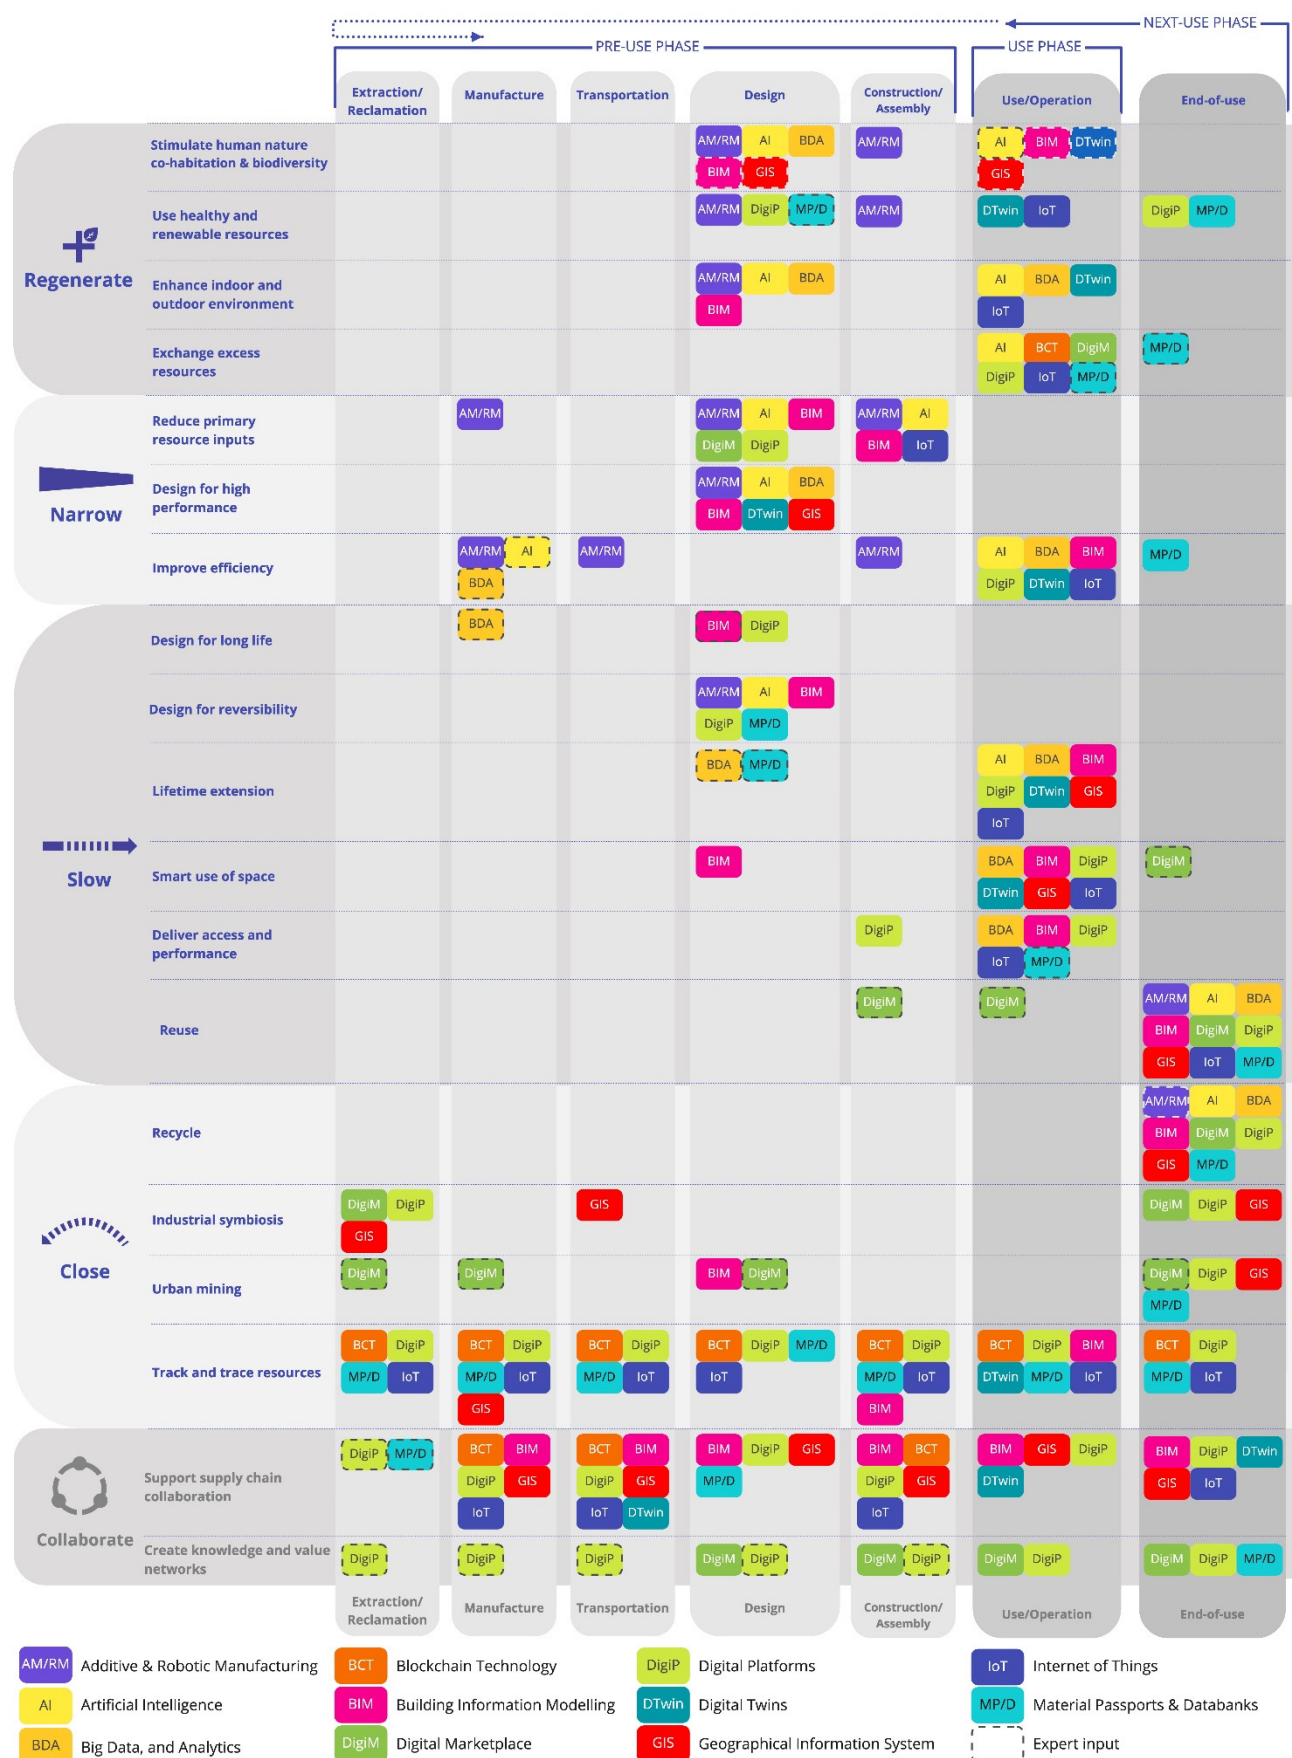 NEXT-USE PHASE
PRE-USE PHASE
USE PHASE
Extraction/
Reclamation
Manufacture
Transportation
Design
Construction/
Assembly
Use/Operation
End-of-use
Regenerate
Stimulate human nature
co-habitation & biodiversity
AM/RM AI BDA
BIM GIS
AM/RM
AI BIM DTwin
GIS
Use healthy and
renewable resources
AM/RM DigiP MP/D
AM/RM
DTwin IoT
DigiP MP/D
Enhance indoor and
outdoor environment
AM/RM AI BDA
BIM
AI BDA DTwin
IoT
Exchange excess
resources
AI BCT DigiM
DigiP IoT MP/D
MP/D
Narrow
Reduce primary
resource inputs
AM/RM
AM/RM AI BIM
DigiM DigiP
AM/RM AI
BIM IoT
Design for high
performance
AM/RM AI BDA
BIM DTwin GIS
Improve efficiency
AM/RM AI
BDA
AM/RM
AM/RM
AI BDA BIM
DigiP DTwin IoT
MP/D
Slow
Design for long life
BDA
BIM DigiP
Design for reversibility
AM/RM AI BIM
DigiP MP/D
Lifetime extension
BDA MP/D
AI BDA BIM
DigiP DTwin GIS
IoT
Smart use of space
BIM
BDA BIM DigiP
DTwin GIS IoT
DigiM
Deliver access and
performance
DigiP
BDA BIM DigiP
IoT MP/D
Reuse
DigiM
DigiM
AM/RM AI BDA
BIM DigiM DigiP
GIS IoT MP/D
Close
Recycle
AM/RM AI BDA
BIM DigiM DigiP
GIS MP/D
Industrial symbiosis
DigiM DigiP
GIS
GIS
DigiM DigiP GIS
Urban mining
DigiM
DigiM
BIM DigiM
DigiM DigiP GIS
MP/D
Track and trace resources
BCT DigiP
MP/D IoT
BCT DigiP
MP/D IoT
GIS
BCT DigiP
MP/D IoT
BCT DigiP MP/D
IoT
BCT DigiP
MP/D IoT
BIM
BCT DigiP BIM
DTwin MP/D IoT
BCT DigiP
MP/D IoT
Collaborate
Support supply chain
collaboration
DigiP MP/D
BCT BIM
DigiP GIS
IoT
BCT BIM
DigiP GIS
IoT DTwin
BIM DigiP GIS
MP/D
BIM BCT
DigiP GIS
IoT
BIM GIS DigiP
DTwin
BIM DigiP DTwin
GIS IoT
Create knowledge and value
networks
DigiP
DigiP
DigiP
DigiM DigiP
DigiM DigiP
DigiM DigiP
DigiM DigiP MP/D
Extraction/
Reclamation
Manufacture
Transportation
Design
Construction/
Assembly
Use/Operation
End-of-use
AM/RM Additive & Robotic Manufacturing
BCT Blockchain Technology
DigiP Digital Platforms
IoT Internet of Things
AI Artificial Intelligence
BIM Building Information Modelling
DTwin Digital Twins
MP/D Material Passports & Databanks
BDA Big Data, and Analytics
DigiM Digital Marketplace
GIS Geographical Information System
Expert input